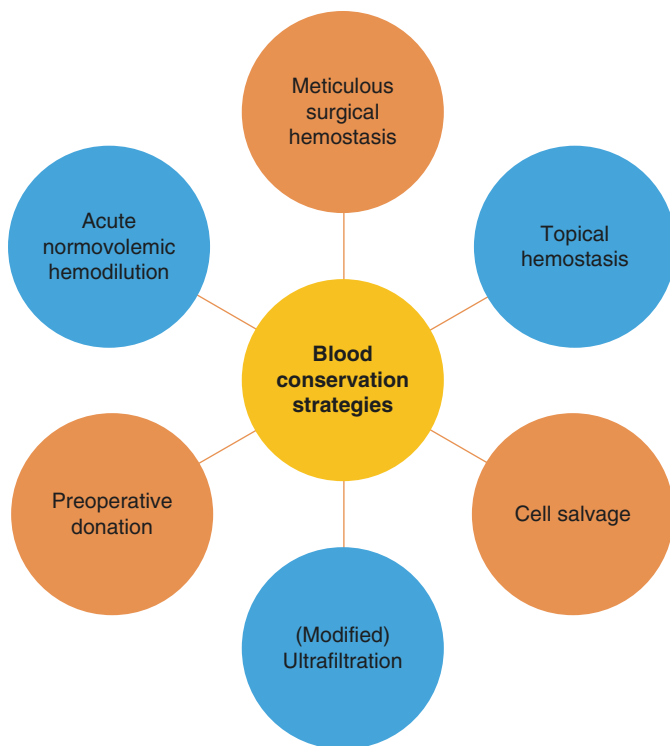 Meticulous
surgical
hemostasis
Acute
normovolemic
hemodilution
Topical
hemostasis
Blood
conservation
strategies
Preoperative
donation
Cell salvage
(Modified)
Ultrafiltration